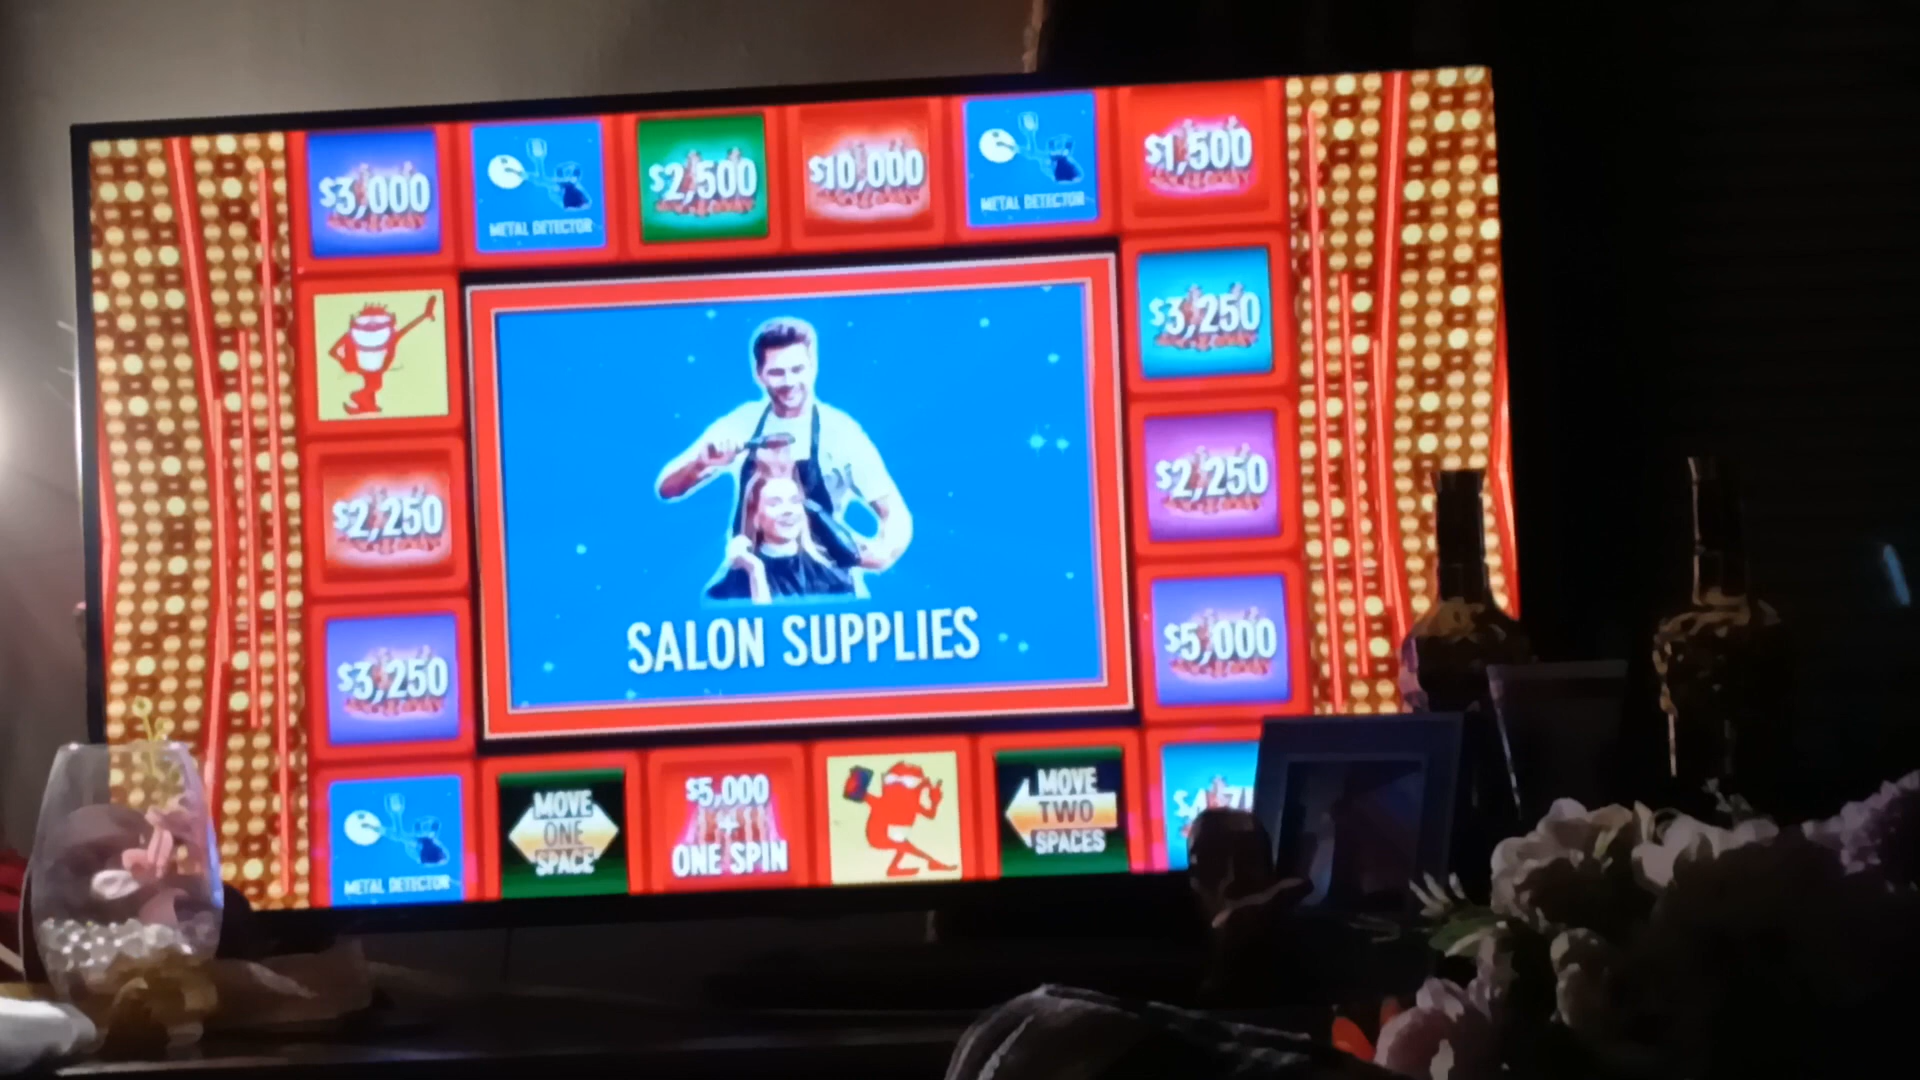 $3,000
METAL DETECTOR
$2,500
$10,000
METAL DETECTOR
$1,500
$3,250
$2,250
$2,250
SALON SUPPLIES
$3,250
$5,000
METAL DETECTOR
MOVE
ONE
SPACE
$5,000
+
ONE SPIN
MOVE
TWO
SPACES